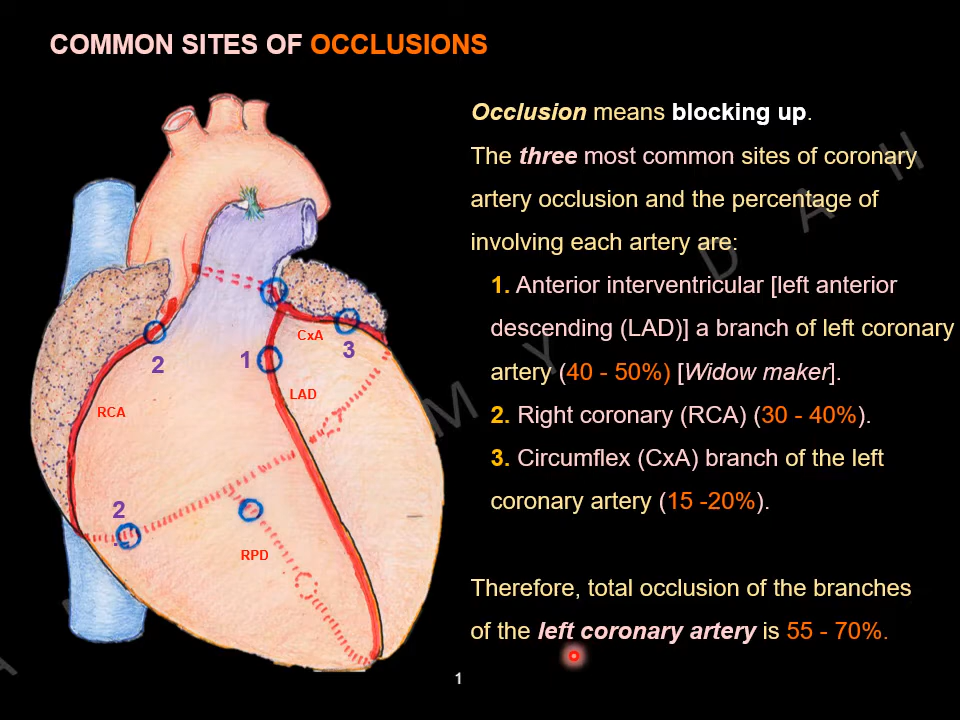 COMMON SITES OF OCCLUSIONS
Occlusion means blocking up.
The three most common sites of coronary
artery occlusion and the percentage of
involving each artery are:
1. Anterior interventricular [left anterior
descending (LAD)] a branch of left coronary
artery (40 - 50%) [Widow maker].
2. Right coronary (RCA) (30 - 40%).
3. Circumflex (CxA) branch of the left
coronary artery (15 -20%).
Therefore, total occlusion of the branches
of the left coronary artery is 55 - 70%.
CxA
2
1
3
LAD
RCA
2
RPD
1